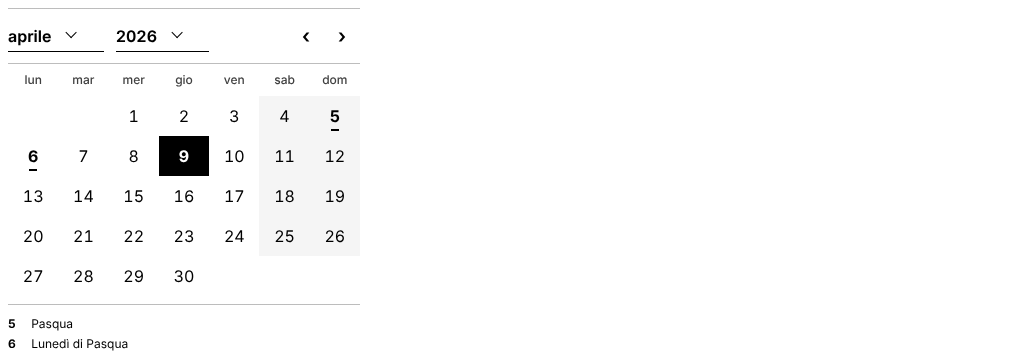 aprile 2026 ‹ ›
lun mar mer gio ven sab dom
1 2 3 4 5
6 7 8 9 10 11 12
13 14 15 16 17 18 19
20 21 22 23 24 25 26
27 28 29 30
5 Pasqua
6 Lunedì di Pasqua